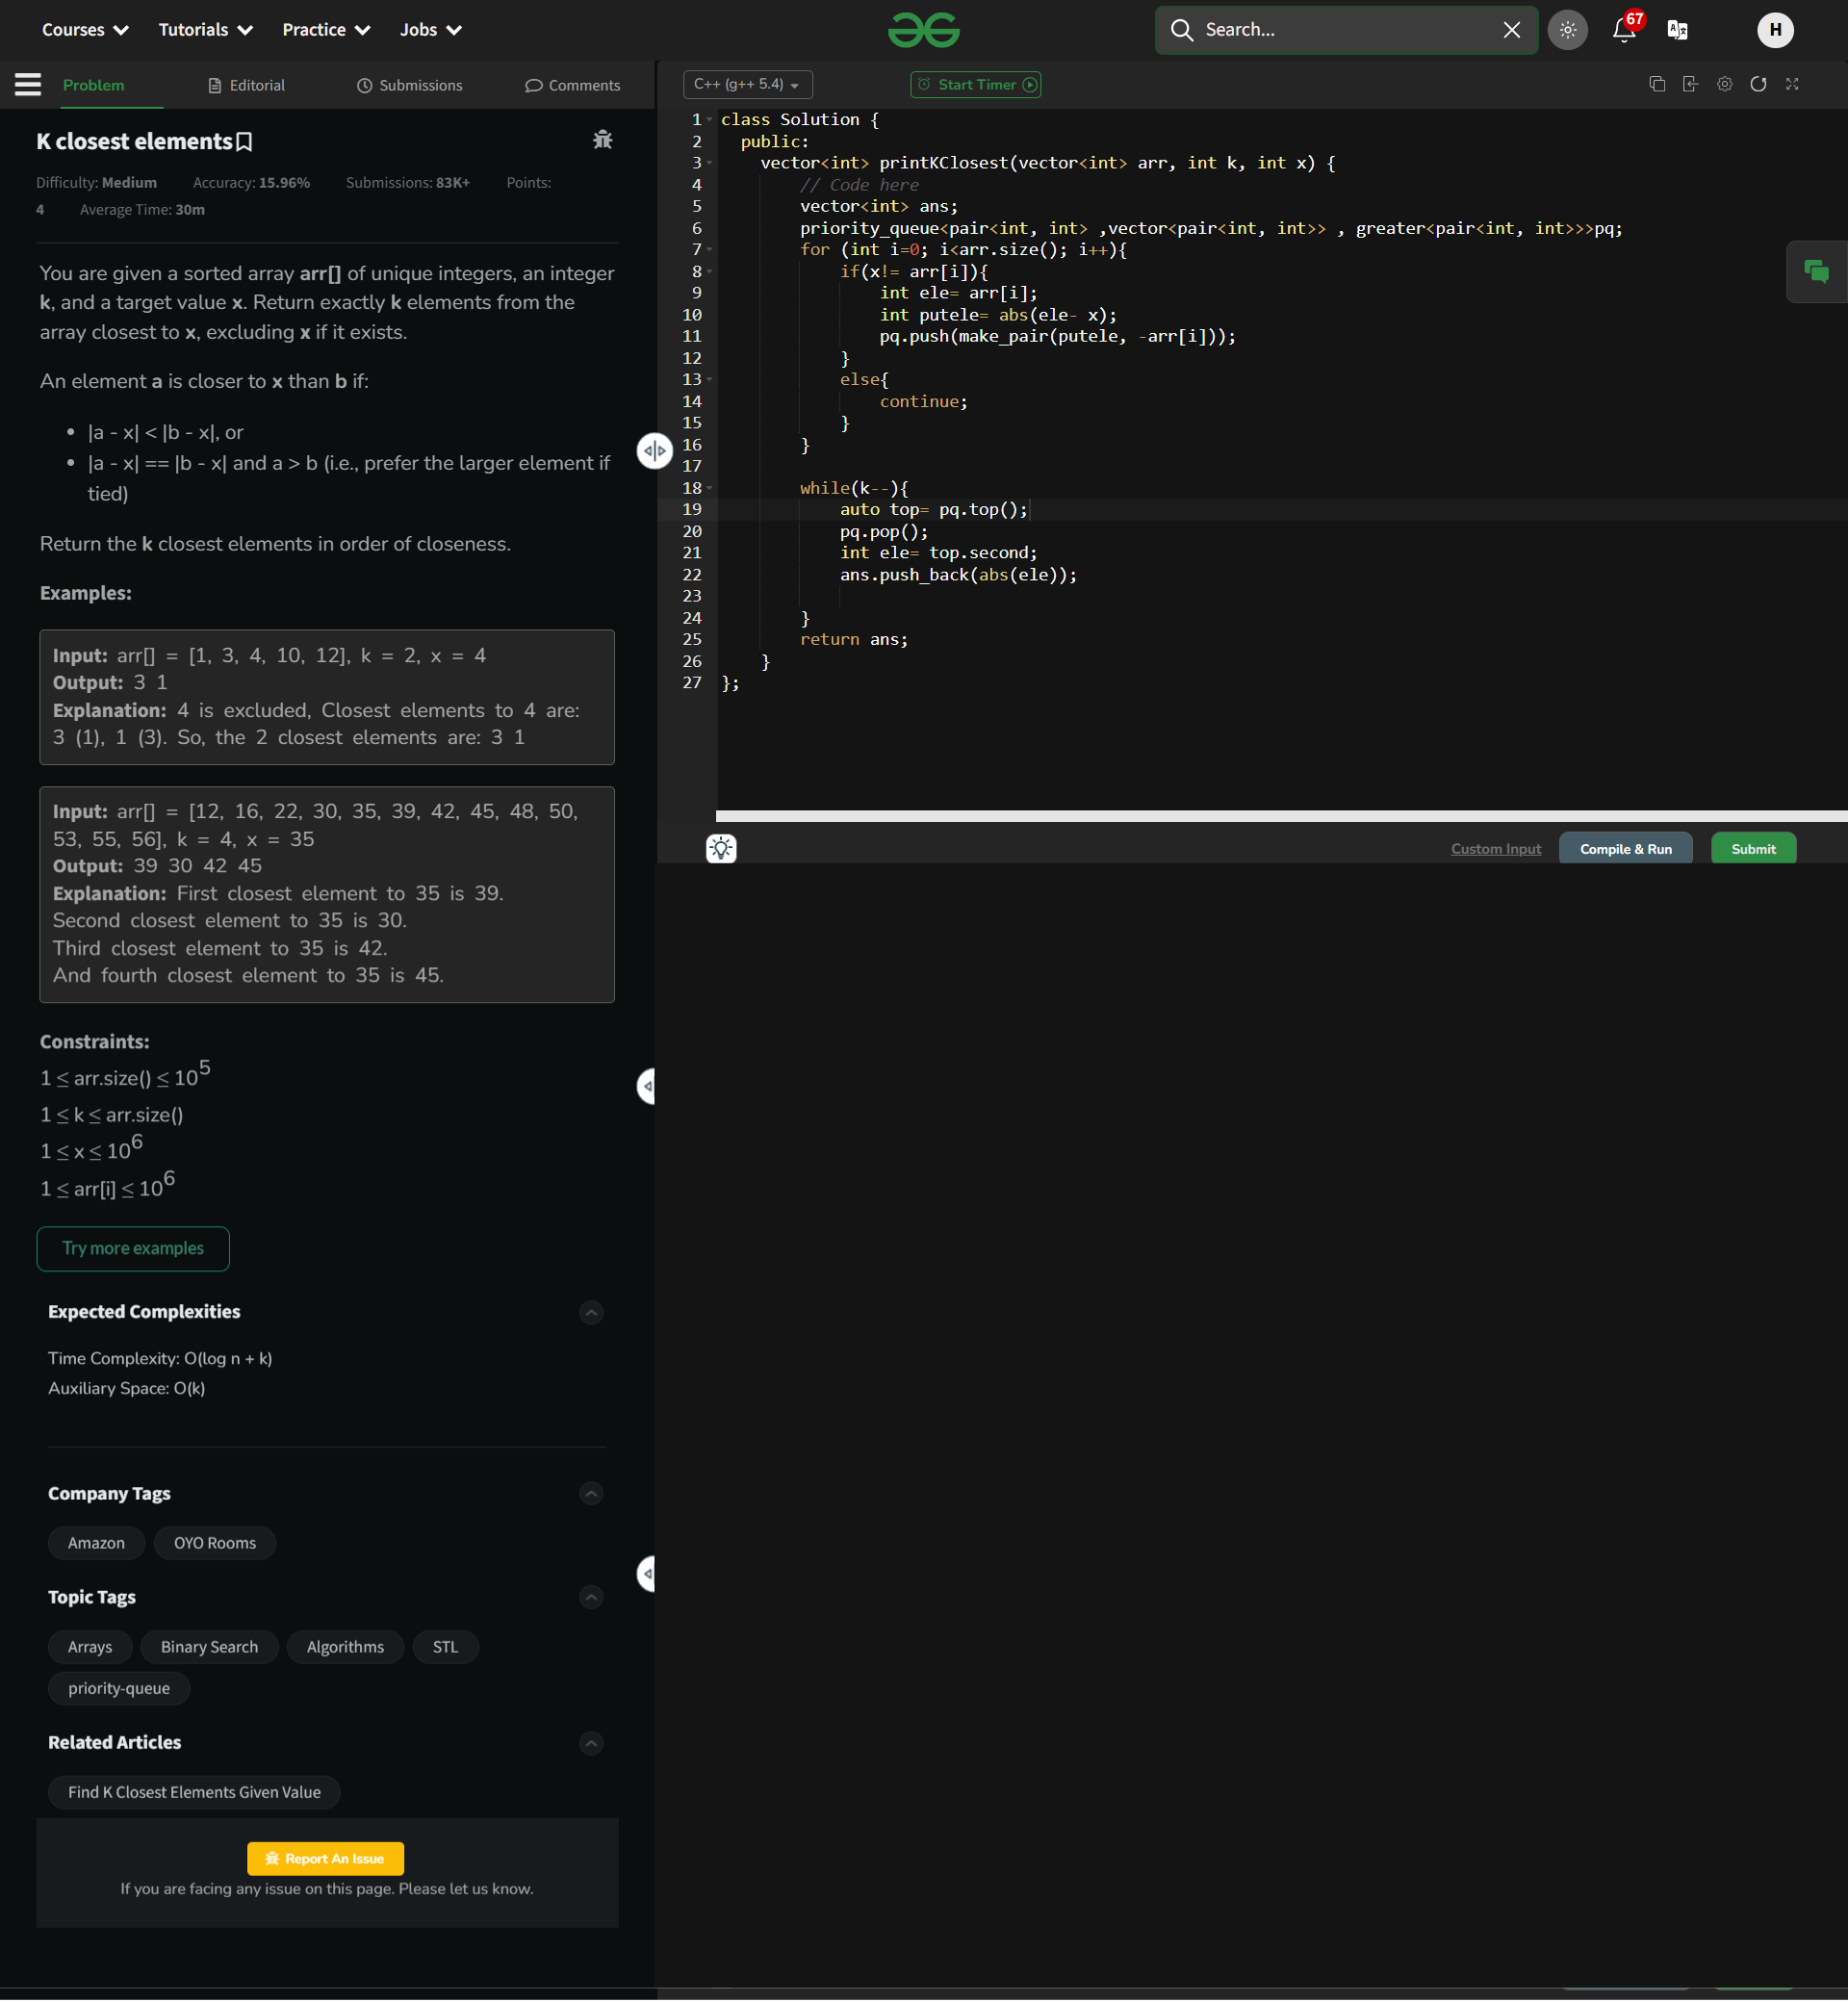 Courses Tutorials Practice Jobs
Search...
67
H
Problem Editorial Submissions Comments
C++ (g++ 5.4) Start Timer
K closest elements
Difficulty: Medium Accuracy: 15.96% Submissions: 83K+ Points:
4 Average Time: 30m
You are given a sorted array arr[] of unique integers, an integer
k, and a target value x. Return exactly k elements from the
array closest to x, excluding x if it exists.
An element a is closer to x than b if:
|a - x| < |b - x|, or
|a - x| == |b - x| and a > b (i.e., prefer the larger element if
tied)
Return the k closest elements in order of closeness.
Examples:
Input: arr[] = [1, 3, 4, 10, 12], k = 2, x = 4
Output: 3 1
Explanation: 4 is excluded, Closest elements to 4 are:
3 (1), 1 (3). So, the 2 closest elements are: 3 1
Input: arr[] = [12, 16, 22, 30, 35, 39, 42, 45, 48, 50,
53, 55, 56], k = 4, x = 35
Output: 39 30 42 45
Explanation: First closest element to 35 is 39.
Second closest element to 35 is 30.
Third closest element to 35 is 42.
And fourth closest element to 35 is 45.
Constraints:
1 ≤ arr.size() ≤ 10^5
1 ≤ k ≤ arr.size()
1 ≤ x ≤ 10^6
1 ≤ arr[i] ≤ 10^6
Try more examples
Expected Complexities
Time Complexity: O(log n + k)
Auxiliary Space: O(k)
Company Tags
Amazon OYO Rooms
Topic Tags
Arrays Binary Search Algorithms STL
priority-queue
Related Articles
Find K Closest Elements Given Value
Report An Issue
If you are facing any issue on this page. Please let us know.
1 class Solution {
2 public:
3 vector<int> printKClosest(vector<int> arr, int k, int x) {
4 // Code here
5 vector<int> ans;
6 priority_queue<pair<int, int> ,vector<pair<int, int>> , greater<pair<int, int>>>pq;
7 for (int i=0; i<arr.size(); i++){
8 if(x!= arr[i]){
9 int ele= arr[i];
10 int putele= abs(ele- x);
11 pq.push(make_pair(putele, -arr[i]));
12 }
13 else{
14 continue;
15 }
16 }
17
18 while(k--){
19 auto top= pq.top();
20 pq.pop();
21 int ele= top.second;
22 ans.push_back(abs(ele));
23
24 }
25 return ans;
26 }
27 };
Custom Input Compile & Run Submit